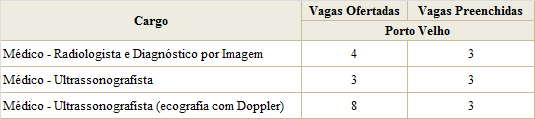 Cargo Vagas Ofertadas Vagas Preenchidas
Porto Velho
Médico - Radiologista e Diagnóstico por Imagem 4 3
Médico - Ultrassonografista 3 3
Médico - Ultrassonografista (ecografia com Doppler) 8 3